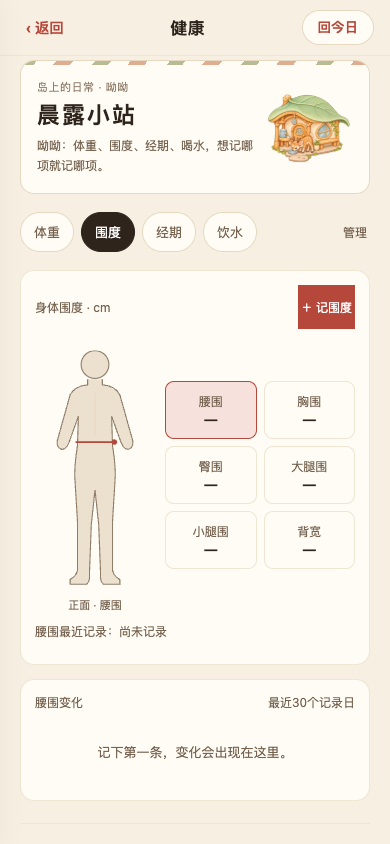 ‹ 返回
健康
回今日
岛上的日常 · 呦呦
晨露小站
呦呦：体重、围度、经期、喝水，想记哪
项就记哪项。
体重
围度
经期
饮水
管理
身体围度 · cm
＋ 记围度
腰围
—
胸围
—
臀围
—
大腿围
—
小腿围
—
背宽
—
正面 · 腰围
腰围最近记录：尚未记录
腰围变化
最近30个记录日
记下第一条，变化会出现在这里。